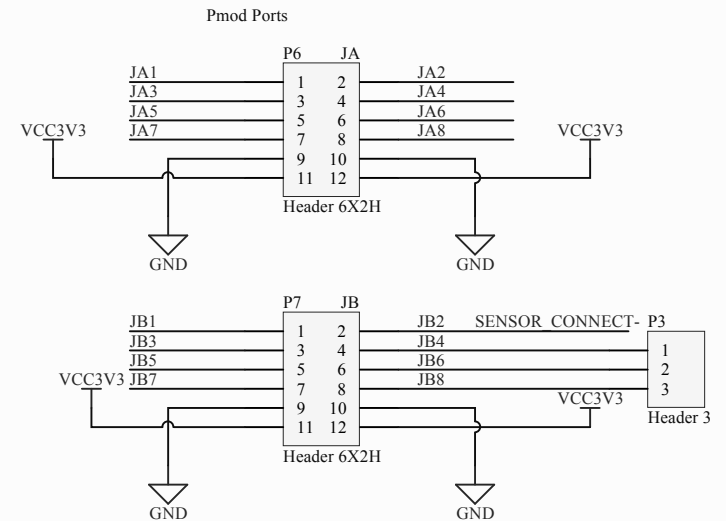 Pmod Ports
P6 JA
JA1 1 2 JA2
JA3 3 4 JA4
JA5 5 6 JA6
VCC3V3 JA7 7 8 JA8 VCC3V3
9 10
11 12
Header 6X2H
GND GND
P7 JB
JB1 1 2 JB2 SENSOR_CONNECT- P3
JB3 3 4 JB4 1
JB5 5 6 JB6 2
VCC3V3 JB7 7 8 JB8 3
9 10 VCC3V3
11 12 Header 3
Header 6X2H
GND GND